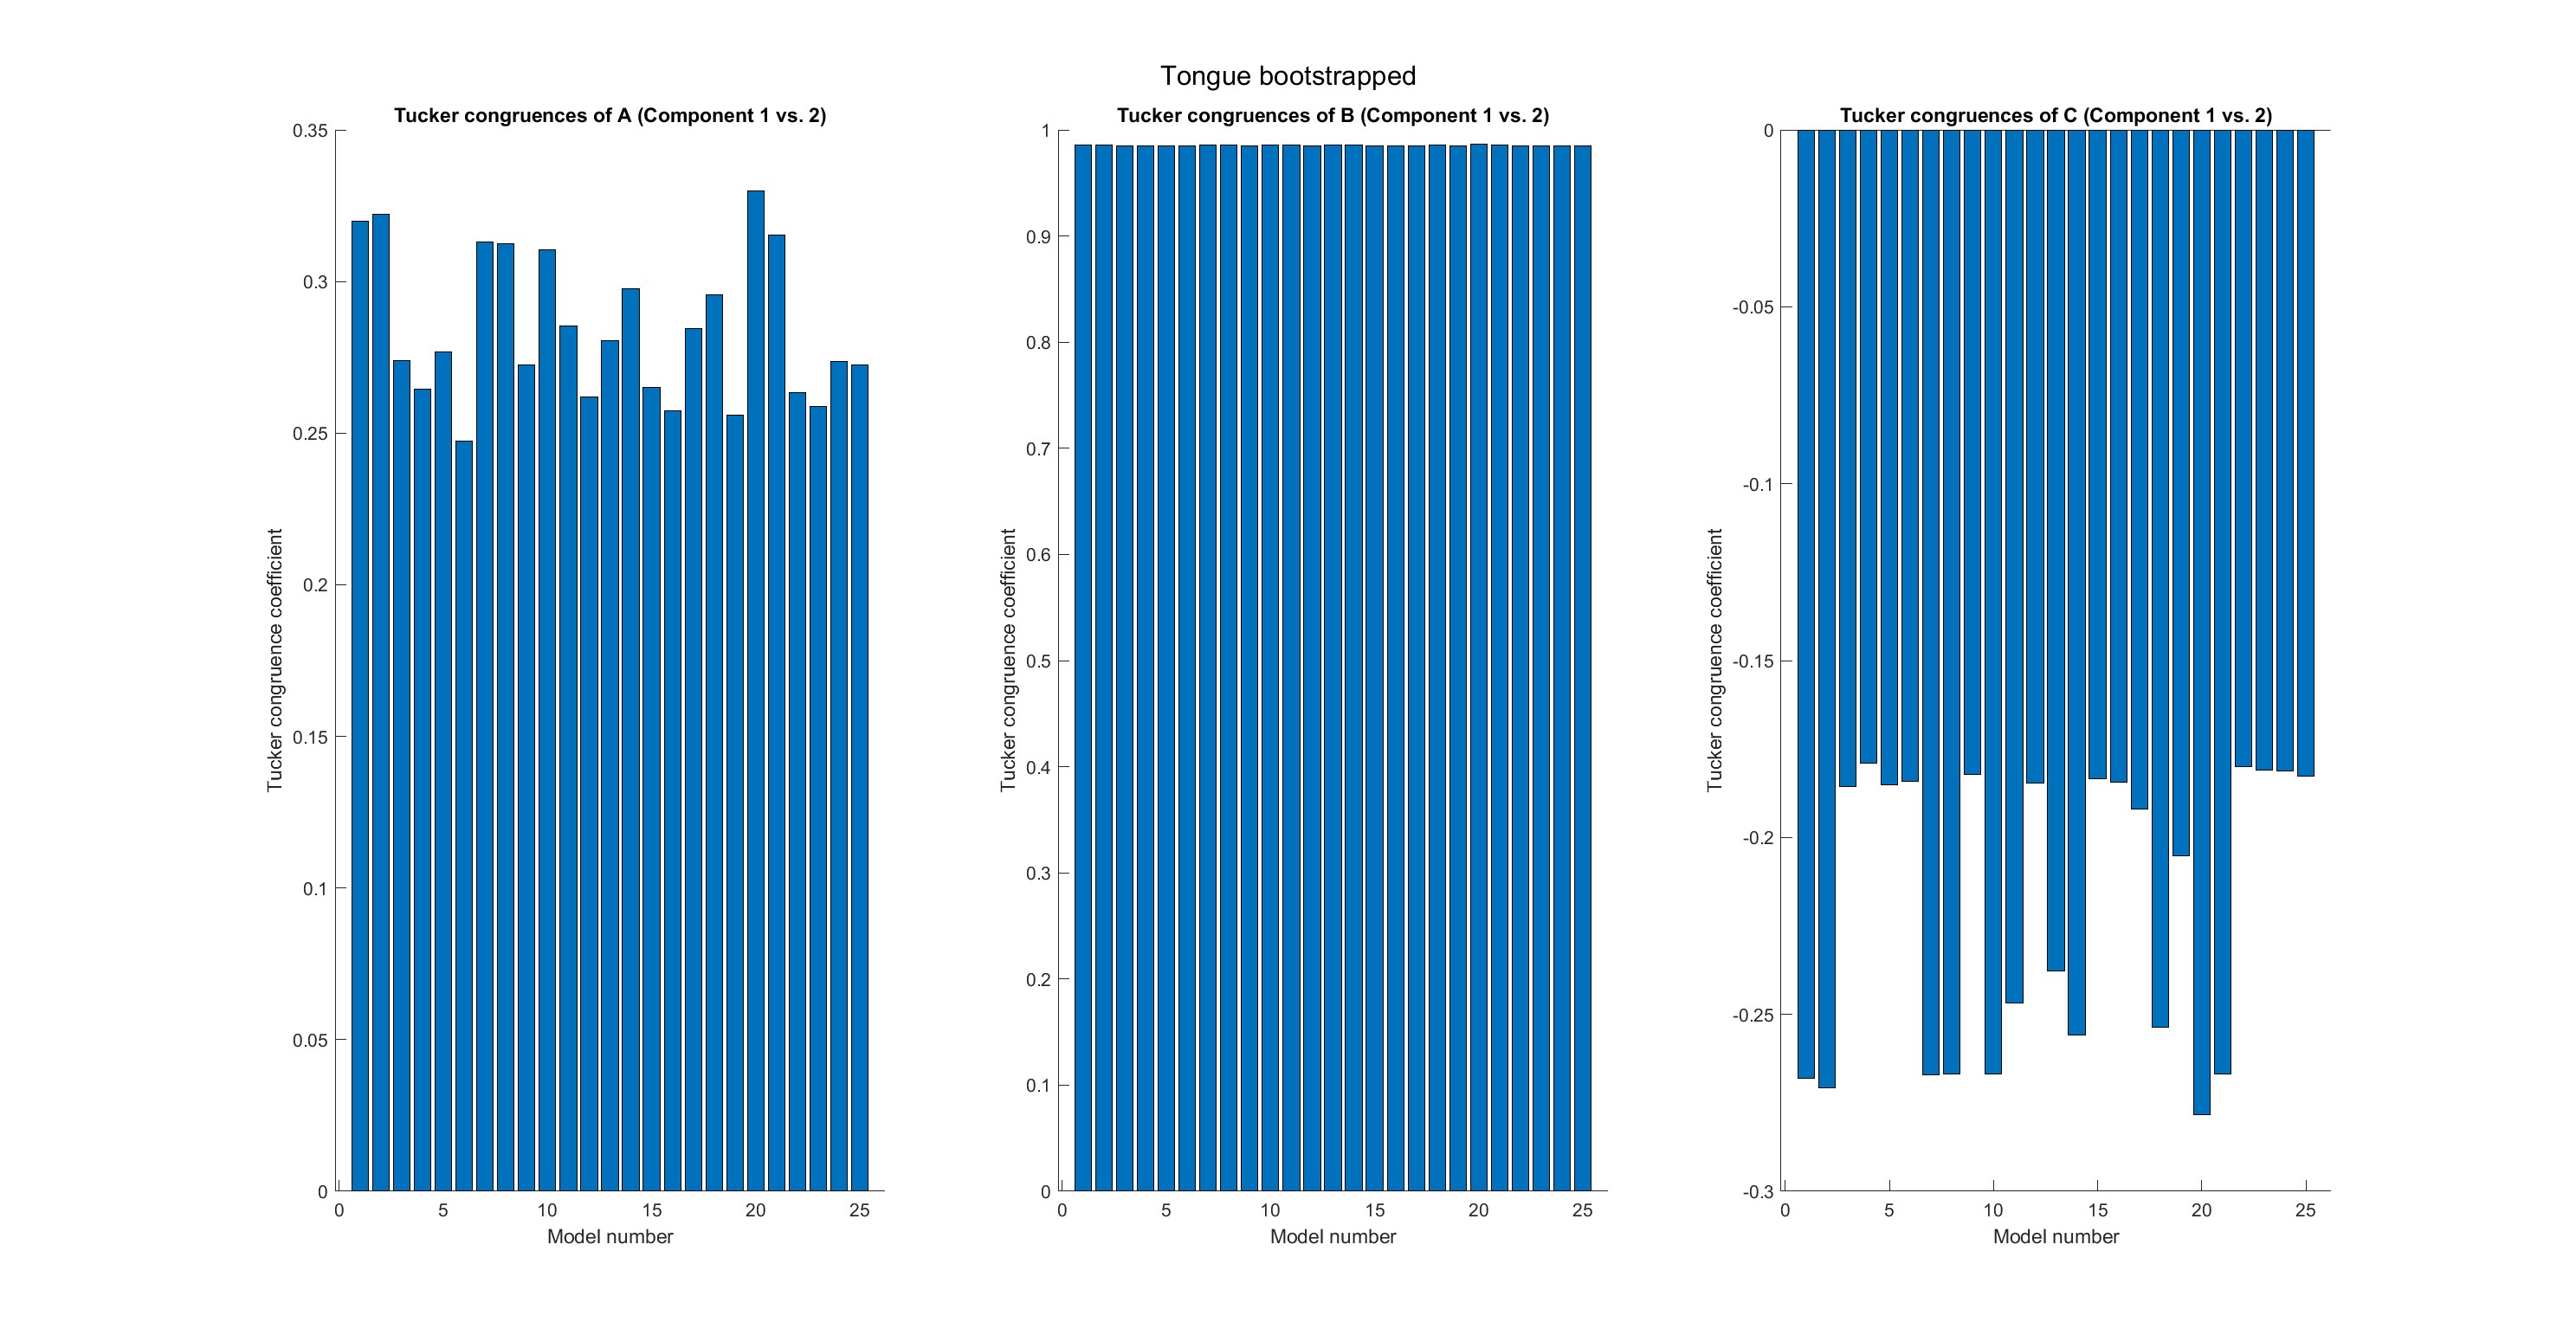 Tongue bootstrapped
Tucker congruences of A (Component 1 vs. 2)
0.35
0.3
0.25
0.2
0.15
0.1
0.05
0
Tucker congruence coefficient
0 5 10 15 20 25
Model number
Tucker congruences of B (Component 1 vs. 2)
1
0.9
0.8
0.7
0.6
0.5
0.4
0.3
0.2
0.1
0
Tucker congruence coefficient
0 5 10 15 20 25
Model number
Tucker congruences of C (Component 1 vs. 2)
0
-0.05
-0.1
-0.15
-0.2
-0.25
-0.3
Tucker congruence coefficient
0 5 10 15 20 25
Model number